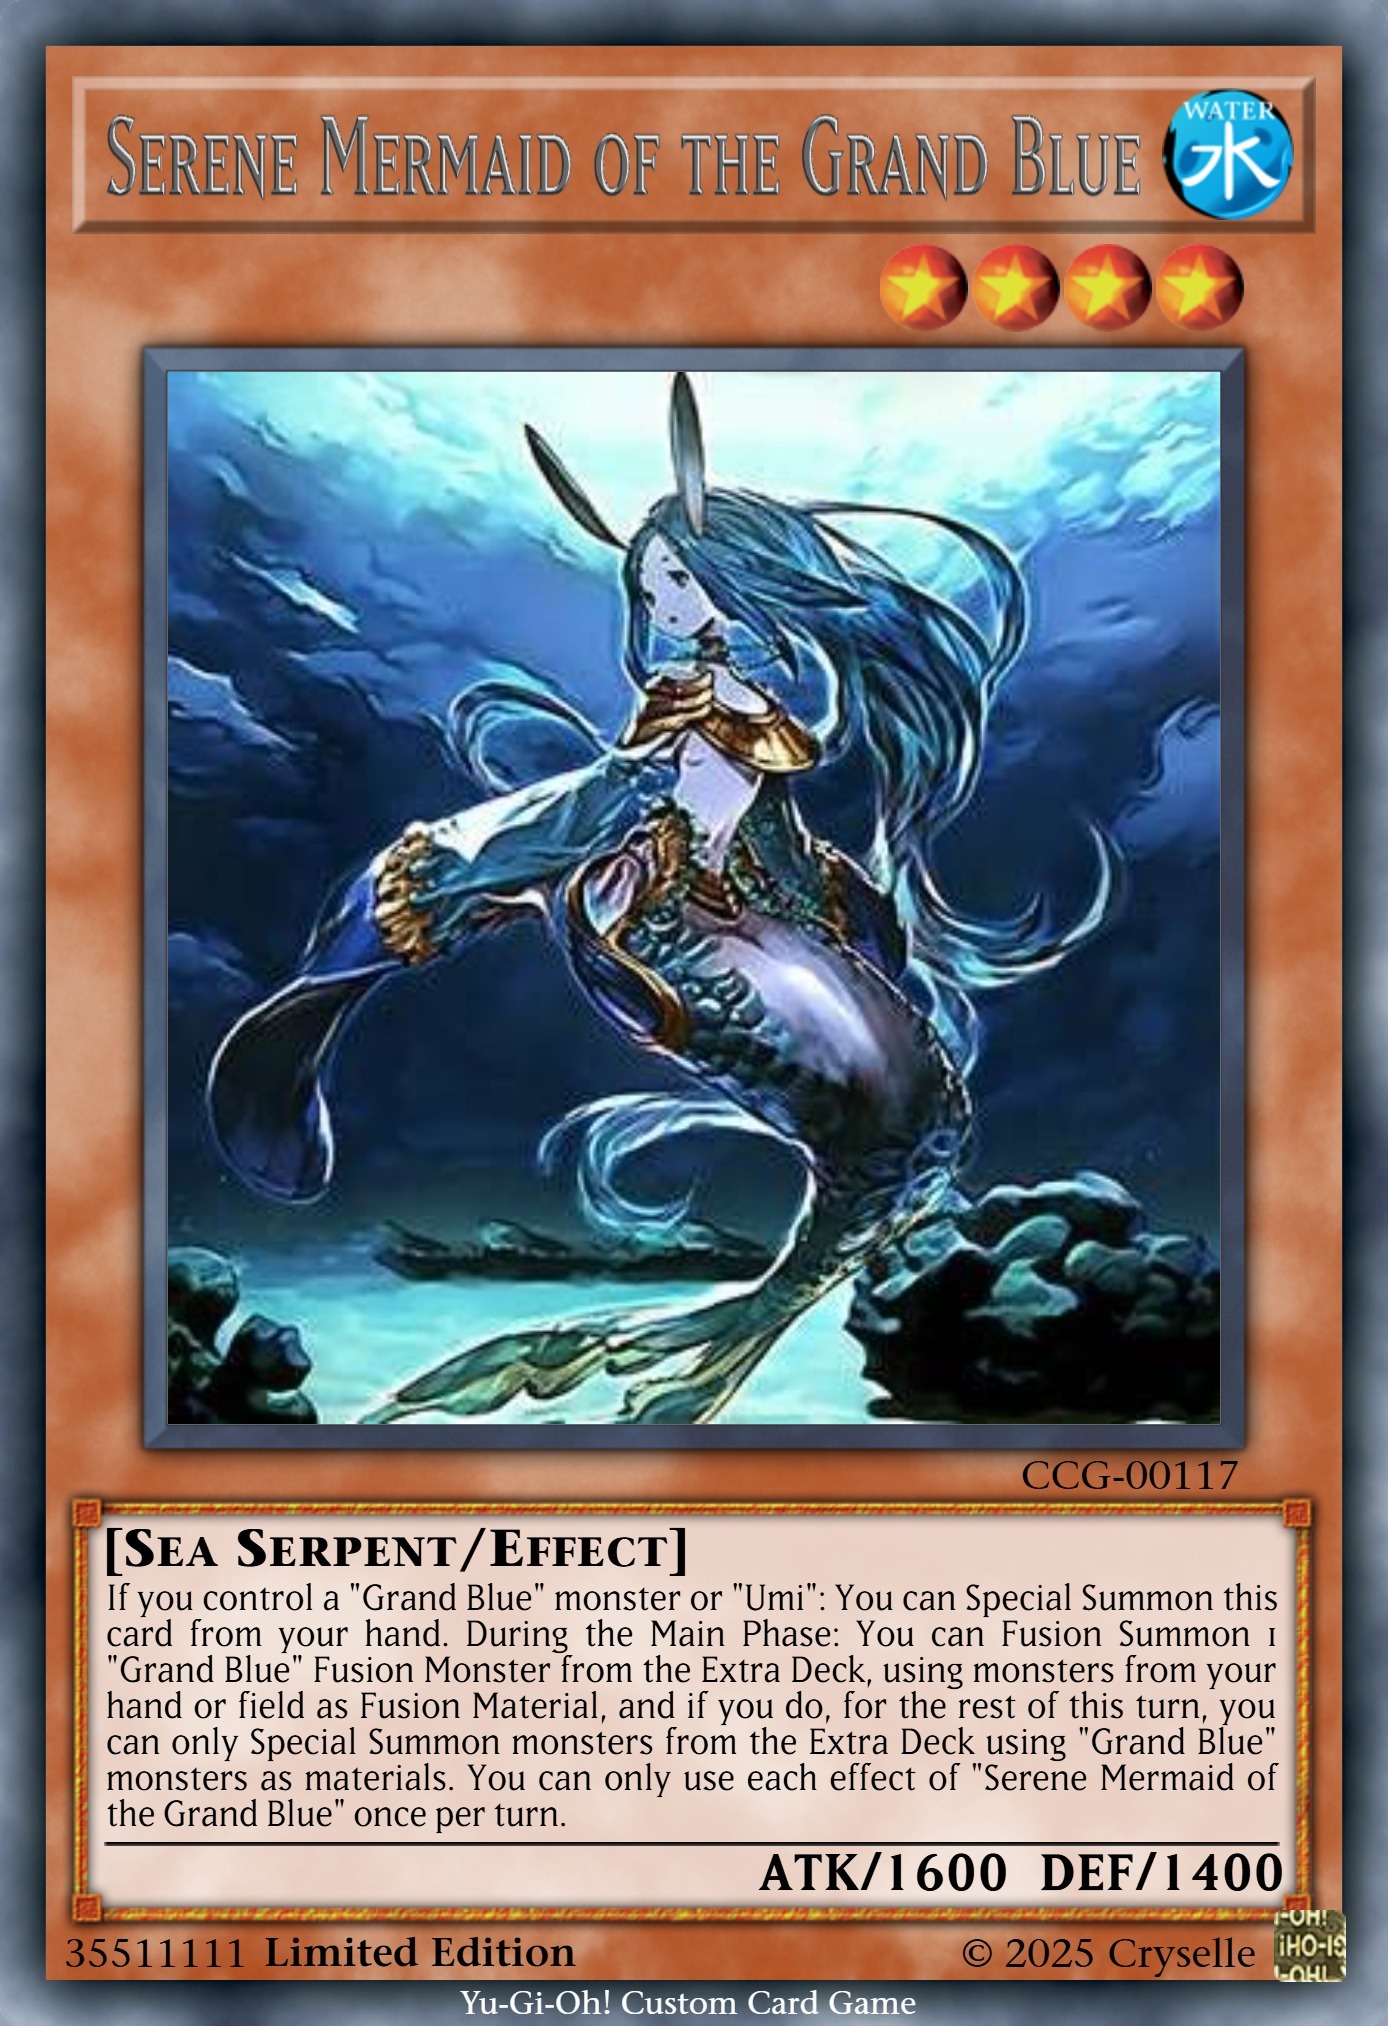 Serene Mermaid of the Grand Blue
WATER
水
CCG-00117
[Sea Serpent/Effect]
If you control a "Grand Blue" monster or "Umi": You can Special Summon this
card from your hand. During the Main Phase: You can Fusion Summon 1
"Grand Blue" Fusion Monster from the Extra Deck, using monsters from your
hand or field as Fusion Material, and if you do, for the rest of this turn, you
can only Special Summon monsters from the Extra Deck using "Grand Blue"
monsters as materials. You can only use each effect of "Serene Mermaid of
the Grand Blue" once per turn.
ATK/1600 DEF/1400
35511111 Limited Edition
© 2025 Cryselle
Yu-Gi-Oh! Custom Card Game